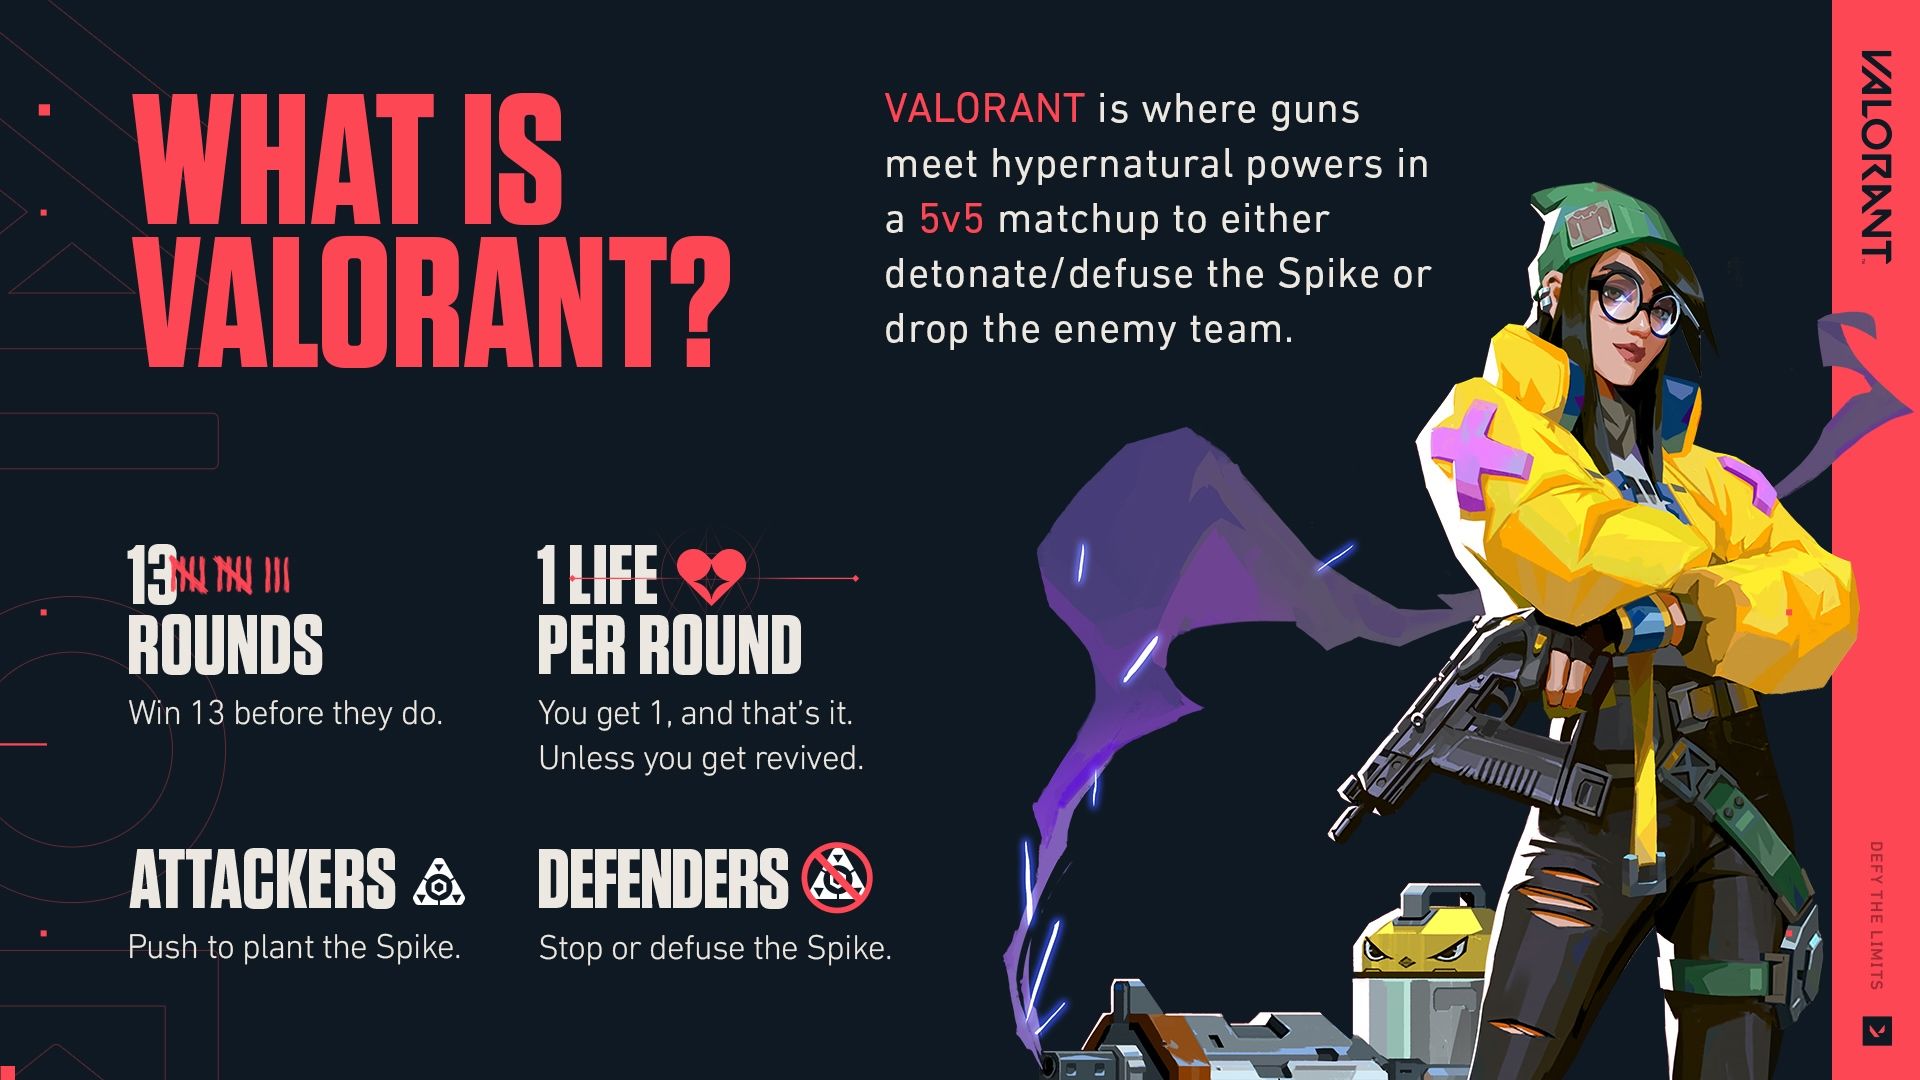 WHAT IS
VALORANT?
VALORANT is where guns
meet hypernatural powers in
a 5v5 matchup to either
detonate/defuse the Spike or
drop the enemy team.
13
ROUNDS
Win 13 before they do.
1 LIFE
PER ROUND
You get 1, and that's it.
Unless you get revived.
ATTACKERS
Push to plant the Spike.
DEFENDERS
Stop or defuse the Spike.
VALORANT
DEFY THE LIMITS